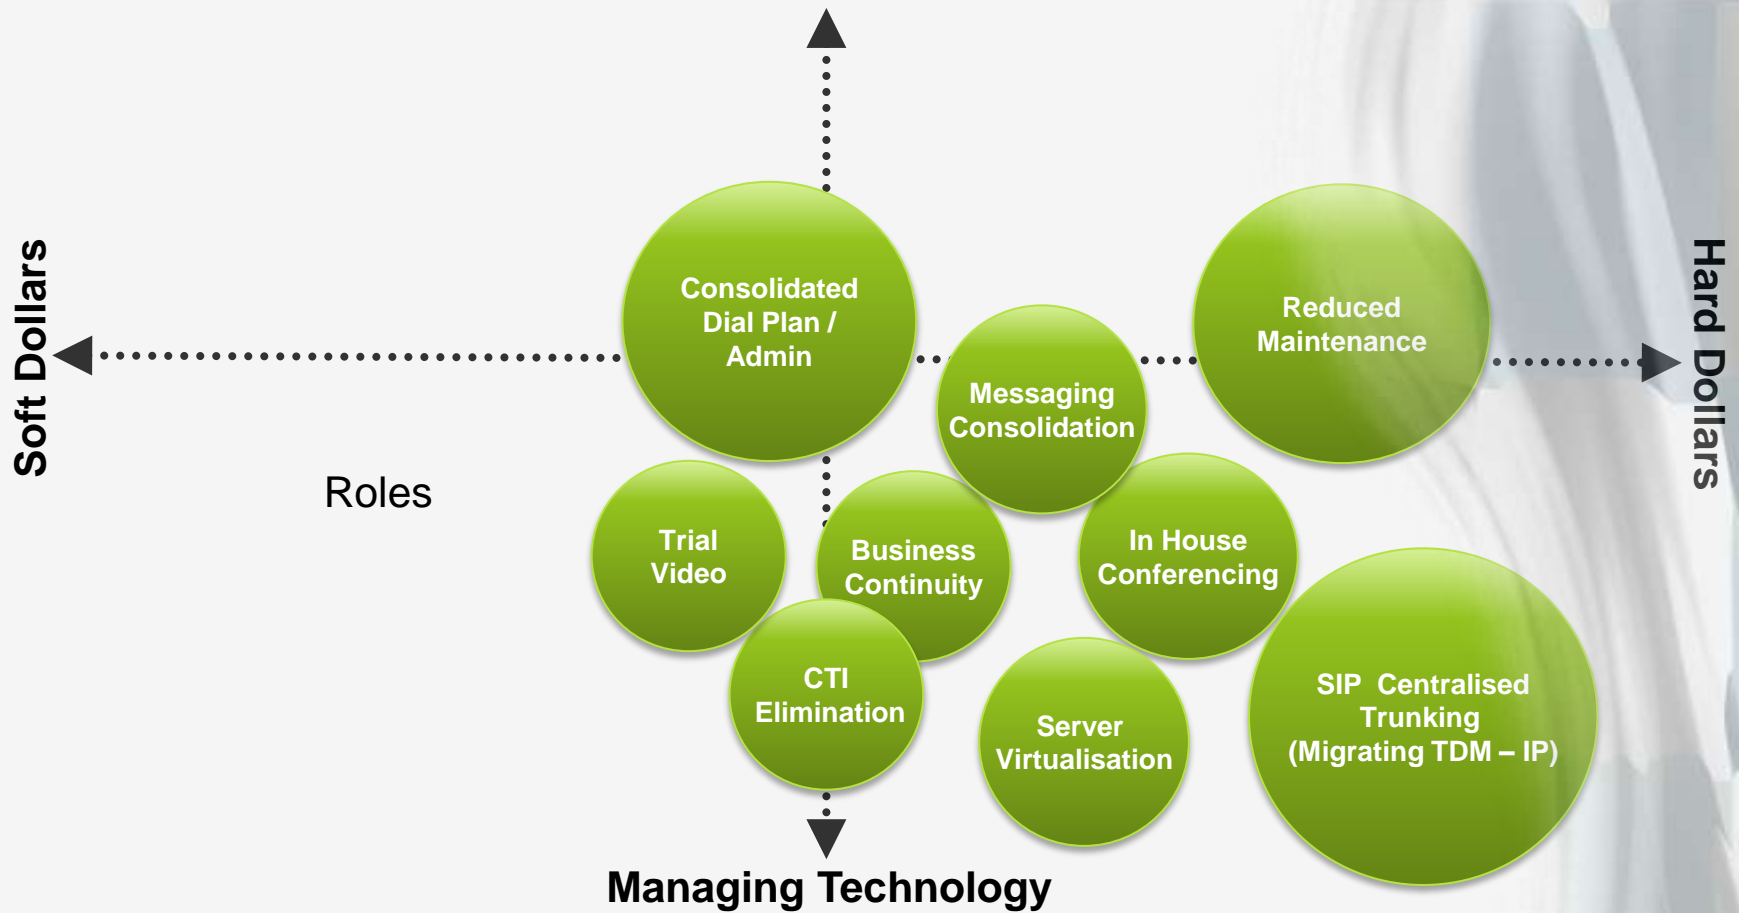 Soft Dollars
Hard Dollars
Consolidated
Dial Plan /
Admin
Reduced
Maintenance
Messaging
Consolidation
Roles
Trial
Video
Business
Continuity
In House
Conferencing
CTI
Elimination
Server
Virtualisation
SIP  Centralised
Trunking
(Migrating TDM – IP)
Managing Technology